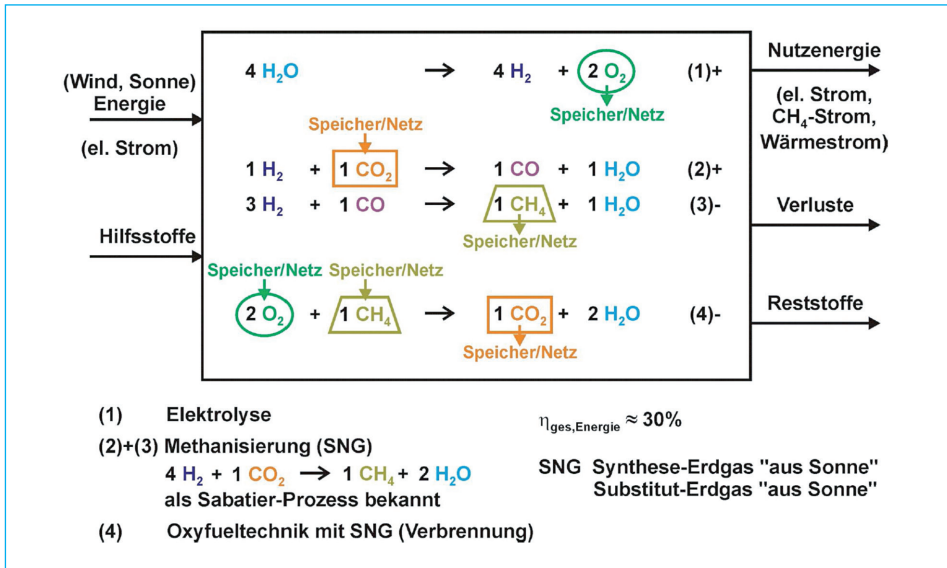 (Wind, Sonne)
Energie
(el. Strom)
Hilfsstoffe
4 H₂O → 4 H₂ + 2 O₂ (1)+
Speicher/Netz
Speicher/Netz
1 H₂ + 1 CO₂ → 1 CO + 1 H₂O (2)+
3 H₂ + 1 CO → 1 CH₄ + 1 H₂O (3)-
Speicher/Netz
Speicher/Netz Speicher/Netz
2 O₂ + 1 CH₄ → 1 CO₂ + 2 H₂O (4)-
Speicher/Netz
Nutzenergie
(el. Strom,
CH₄-Strom,
Wärmestrom)
Verluste
Reststoffe
(1) Elektrolyse
(2)+(3) Methanisierung (SNG)
4 H₂ + 1 CO₂ → 1 CH₄ + 2 H₂O
als Sabatier-Prozess bekannt
(4) Oxyfueltechnik mit SNG (Verbrennung)
ηges,Energie ≈ 30%
SNG Synthese-Erdgas "aus Sonne"
Substitut-Erdgas "aus Sonne"